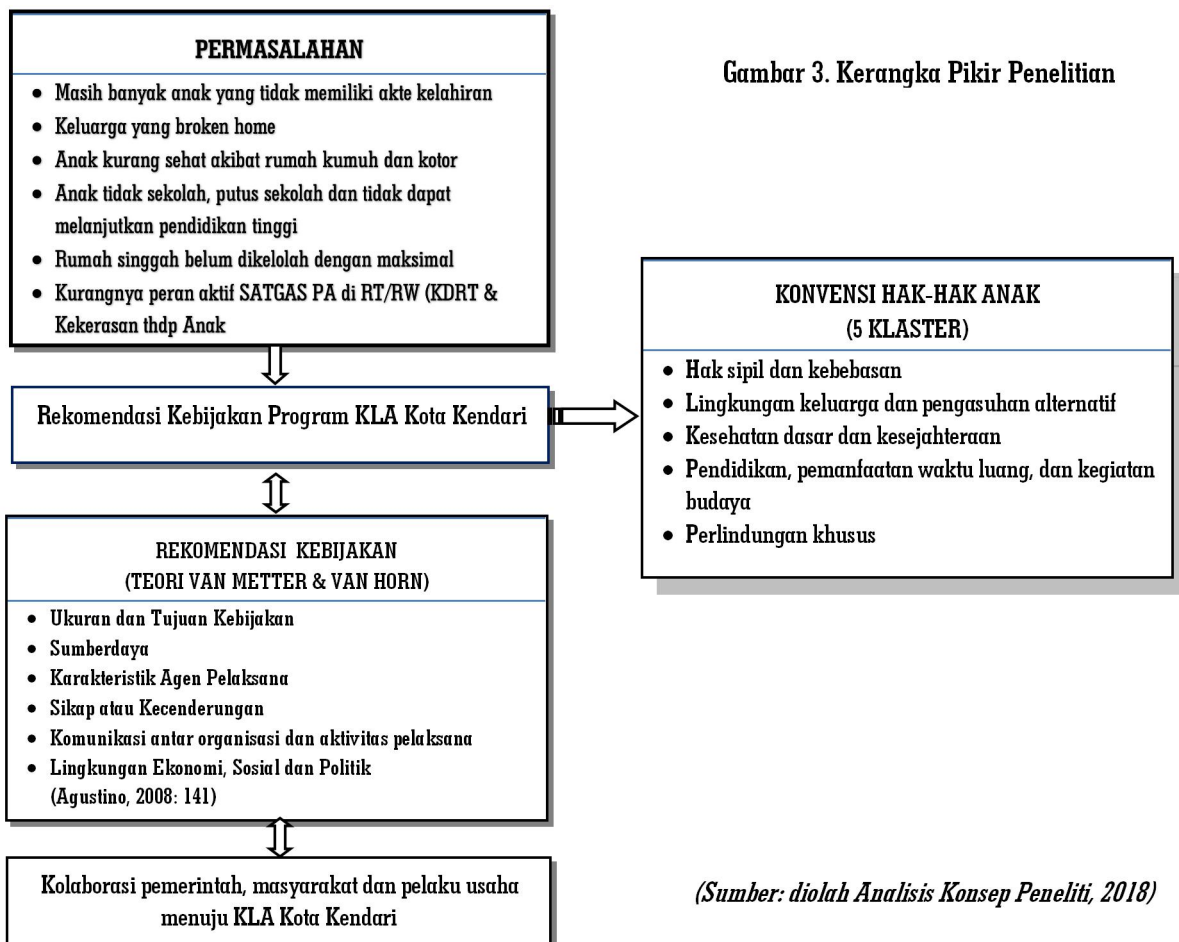 PERMASALAHAN
• Masih banyak anak yang tidak memiliki akte kelahiran
• Keluarga yang broken home
• Anak kurang sehat akibat rumah kumuh dan kotor
• Anak tidak sekolah, putus sekolah dan tidak dapat
melanjutkan pendidikan tinggi
• Rumah singgah belum dikelolah dengan maksimal
• Kurangnya peran aktif SATGAS PA di RT/RW (KDRT &
Kekerasan thdp Anak
Gambar 3. Kerangka Pikir Penelitian
Rekomendasi Kebijakan Program KLA Kota Kendari
KONVENSI HAK-HAK ANAK
(5 KLASTER)
• Hak sipil dan kebebasan
• Lingkungan keluarga dan pengasuhan alternatif
• Kesehatan dasar dan kesejahteraan
• Pendidikan, pemanfaatan waktu luang, dan kegiatan
budaya
• Perlindungan khusus
REKOMENDASI KEBIJAKAN
(TEORI VAN METTER & VAN HORN)
• Ukuran dan Tujuan Kebijakan
• Sumberdaya
• Karakteristik Agen Pelaksana
• Sikap atau Kecenderungan
• Komunikasi antar organisasi dan aktivitas pelaksana
• Lingkungan Ekonomi, Sosial dan Politik
(Agustino, 2008: 141)
Kolaborasi pemerintah, masyarakat dan pelaku usaha
menuju KLA Kota Kendari
(Sumber: diolah Analisis Konsep Peneliti, 2018)